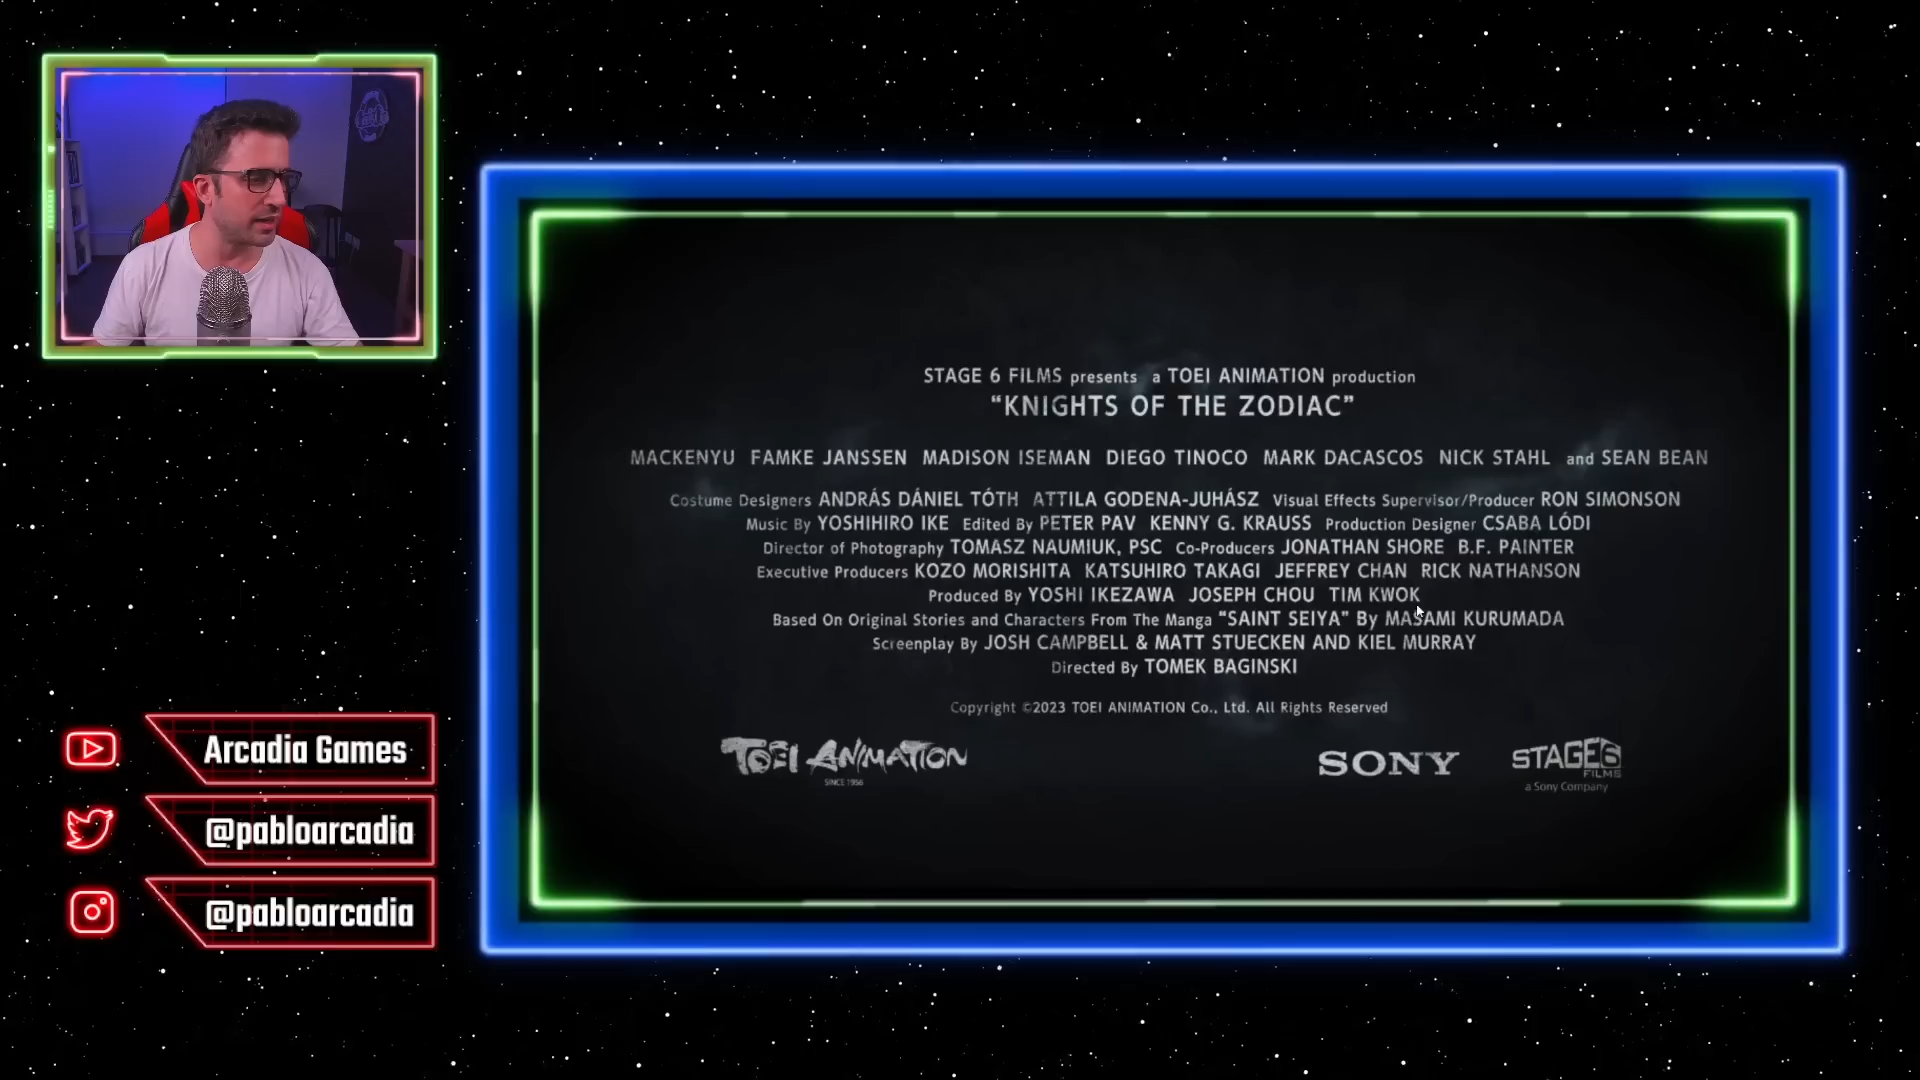 STAGE 6 FILMS presents a TOEI ANIMATION production
“KNIGHTS OF THE ZODIAC”
MACKENYU FAMKE JANSSEN MADISON ISEMAN DIEGO TINOCO MARK DACASCOS NICK STAHL and SEAN BEAN
Costume Designers ANDRÁS DÁNIEL TÓTH ATTILA GODENA-JUHÁSZ Visual Effects Supervisor/Producer RON SIMONSON
Music By YOSHIHIRO IKE Edited By PETER PAV KENNY G. KRAUSS Production Designer CSABA LÓDI
Director of Photography TOMASZ NAUMIUK, PSC Co-Producers JONATHAN SHORE B.F. PAINTER
Executive Producers KOZO MORISHITA KATSUHIRO TAKAGI JEFFREY CHAN RICK NATHANSON
Produced By YOSHI IKEZAWA JOSEPH CHOU TIM KWOK
Based On Original Stories and Characters From The Manga “SAINT SEIYA” By MASAMI KURUMADA
Screenplay By JOSH CAMPBELL & MATT STUECKEN AND KIEL MURRAY
Directed By TOMEK BAGINSKI
Copyright ©2023 TOEI ANIMATION Co., Ltd. All Rights Reserved
TOEI ANIMATION
SINCE 1956
SONY
STAGE 6
FILMS
a Sony Company
Arcadia Games
@pabloarcadia
@pabloarcadia